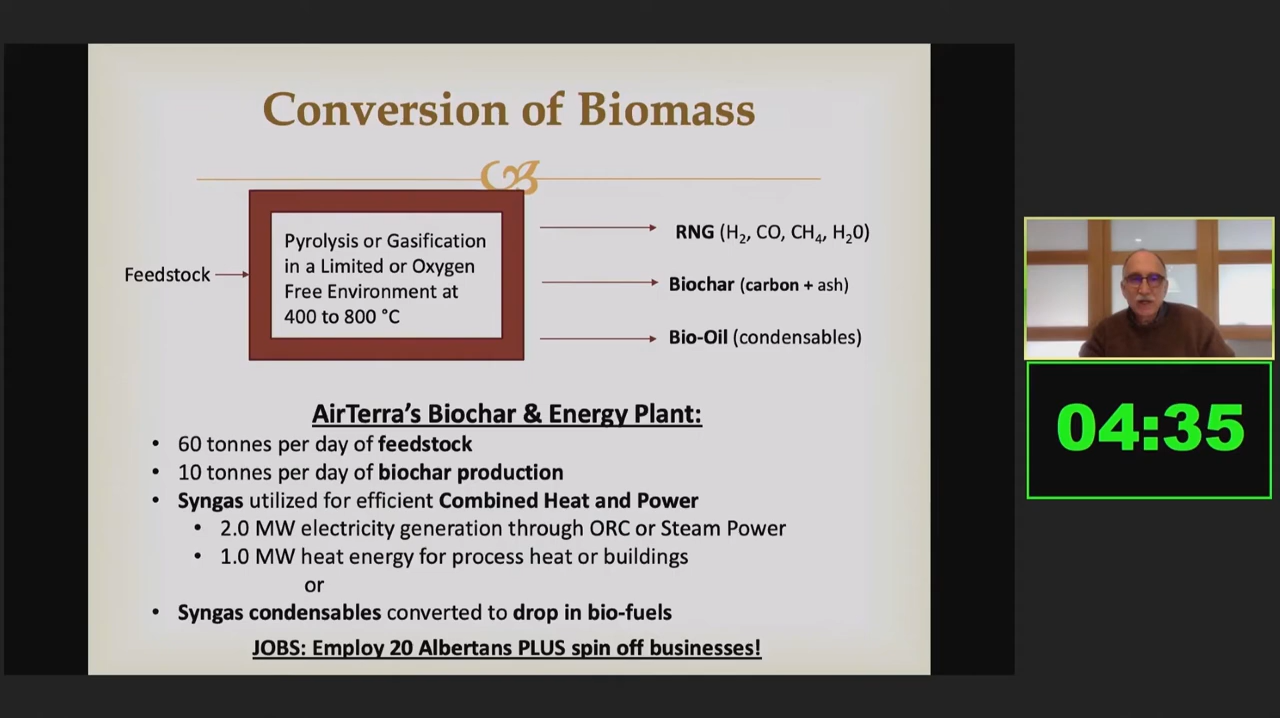 Conversion of Biomass
Feedstock
Pyrolysis or Gasification
in a Limited or Oxygen
Free Environment at
400 to 800 °C
RNG (H₂, CO, CH₄, H₂0)
Biochar (carbon + ash)
Bio-Oil (condensables)
AirTerra’s Biochar & Energy Plant:
• 60 tonnes per day of feedstock
• 10 tonnes per day of biochar production
• Syngas utilized for efficient Combined Heat and Power
• 2.0 MW electricity generation through ORC or Steam Power
• 1.0 MW heat energy for process heat or buildings
or
• Syngas condensables converted to drop in bio-fuels
JOBS: Employ 20 Albertans PLUS spin off businesses!
04:35